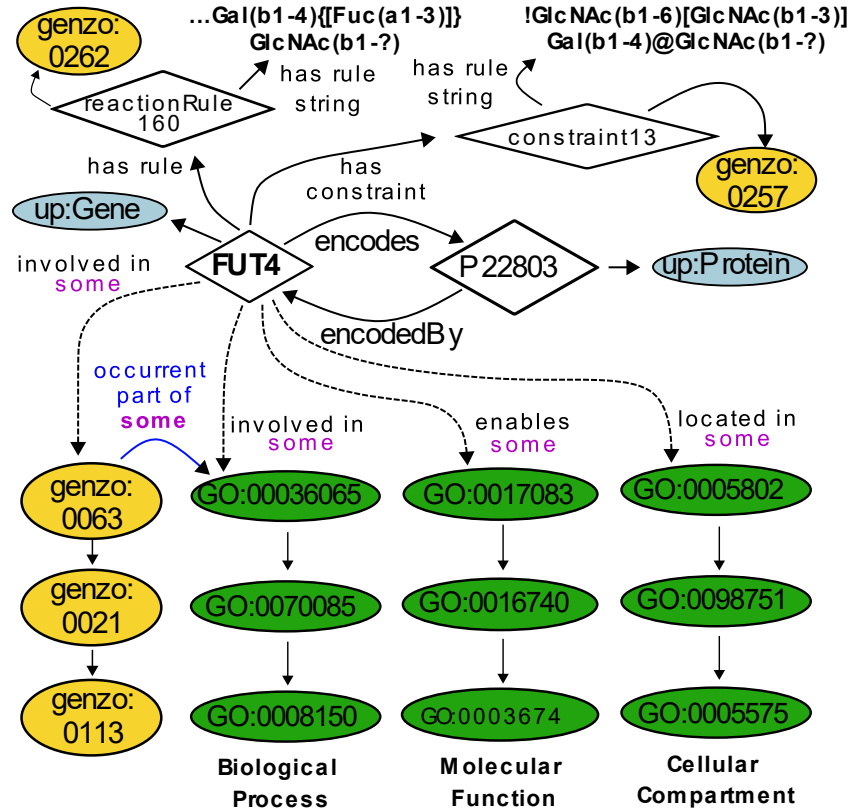 ...Gal(b1-4){[Fuc(a1-3)]}
GlcNAc(b1-?)
!GlcNAc(b1-6)[GlcNAc(b1-3)]
Gal(b1-4)@GlcNAc(b1-?)
genzo:
0262
has rule
string
has rule
string
reactionRule
160
constraint13
has rule
has
constraint
genzo:
0257
up:Gene
encodes
FUT4
P22803
up:Protein
involved in
some
encodedBy
occurrent
part of
some
involved in
some
enables
some
located in
some
genzo:
0063
GO:00036065
GO:0017083
GO:0005802
genzo:
0021
GO:0070085
GO:0016740
GO:0098751
genzo:
0113
GO:0008150
GO:0003674
GO:0005575
Biological
Process
Molecular
Function
Cellular
Compartment